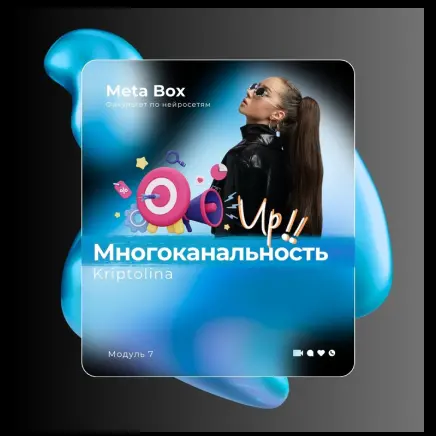 Meta Box
Факультет по нейросетям
Up!!
Многоканальность
Kriptolina
Модуль 7